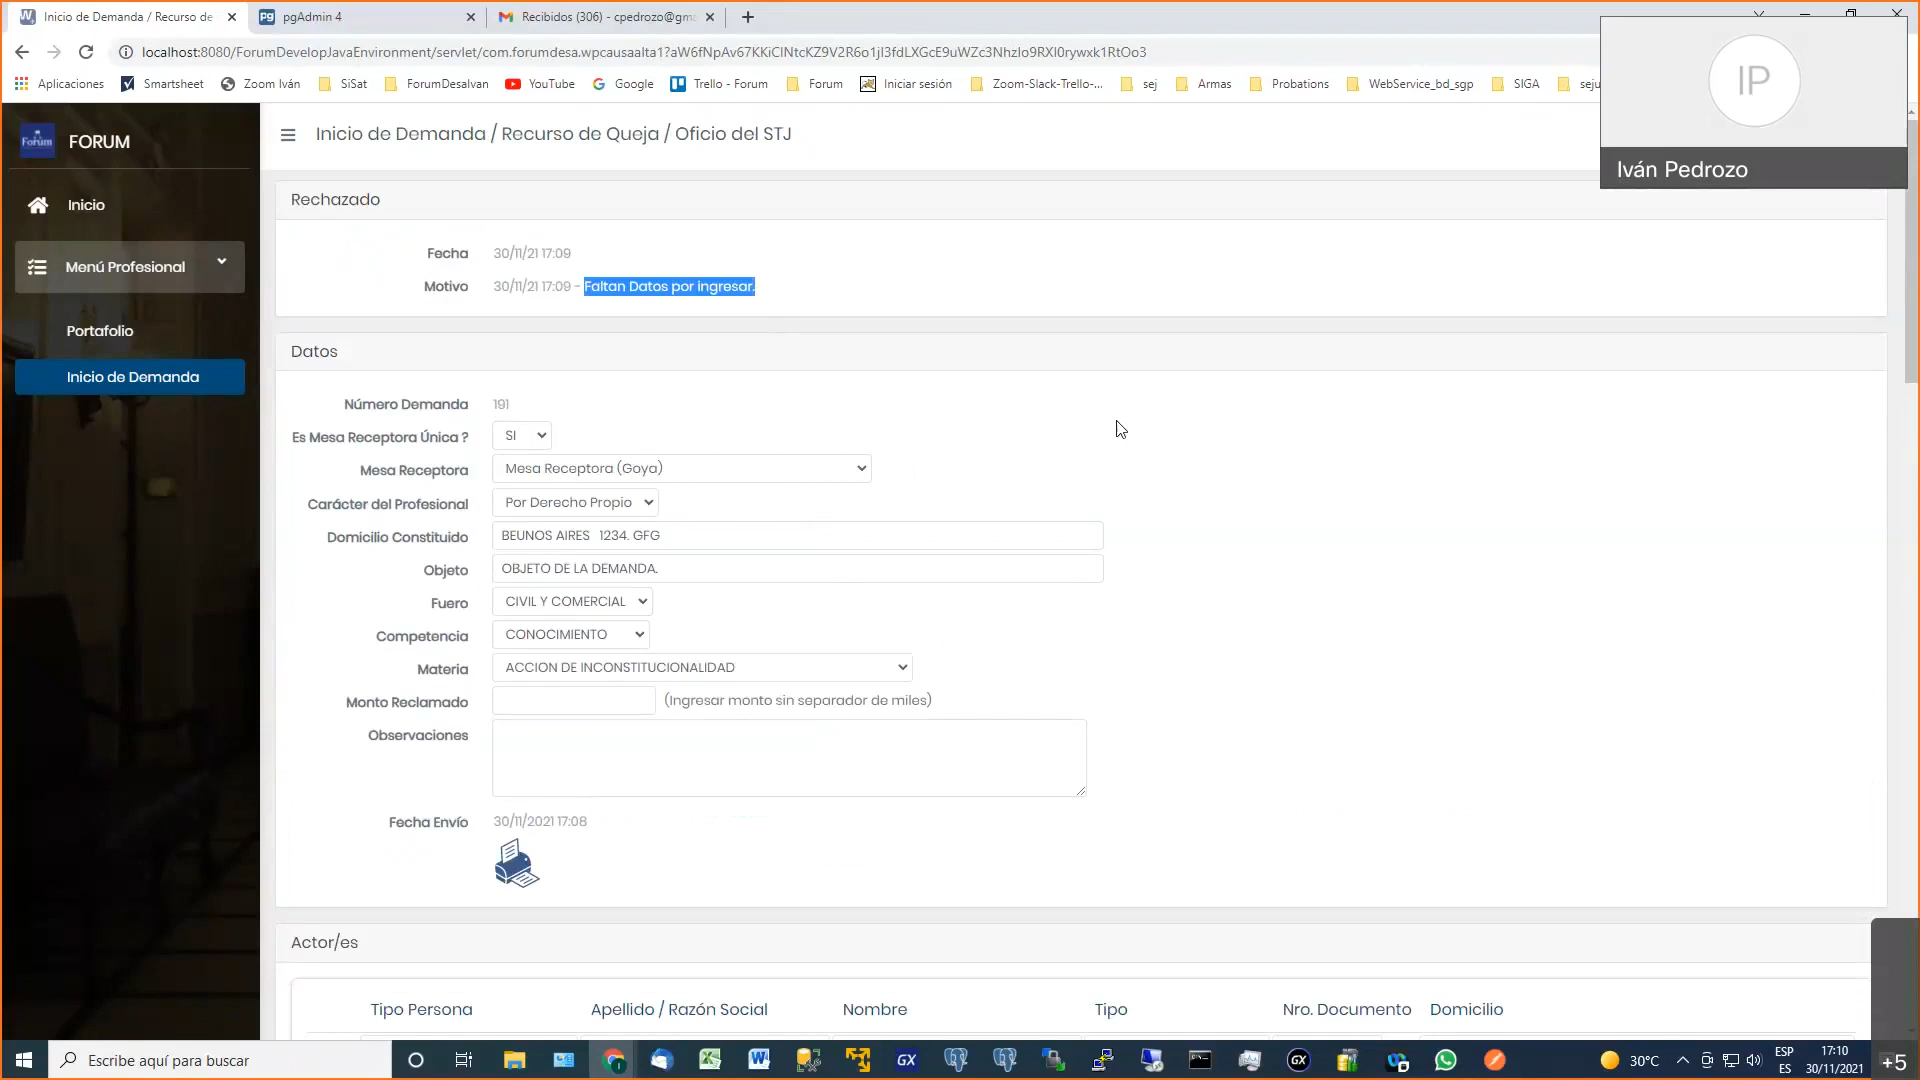 Inicio de Demanda / Recurso de
pgAdmin 4
Recibidos (306) - cpedrozo@gm
localhost:8080/ForumDevelopJavaEnvironment/servlet/com.forumdesa.wpcausaalta1?aW6fNpAv67KKiCINtcKZ9V2R6o1jI3fdLXGcE9uWZc3NhzIo9RXI0rywxk1RtOo3
Aplicaciones
Smartsheet
Zoom Iván
SiSat
ForumDesaIvan
YouTube
Google
Trello - Forum
Forum
Iniciar sesión
Zoom-Slack-Trello-...
sej
Armas
Probations
WebService_bd_sgp
SIGA
seju
IP
Iván Pedrozo
Forum
FORUM
Inicio
Menú Profesional
Portafolio
Inicio de Demanda
Inicio de Demanda / Recurso de Queja / Oficio del STJ
Rechazado
Fecha 30/11/21 17:09
Motivo 30/11/21 17:09 - Faltan Datos por ingresar.
Datos
Número Demanda 191
Es Mesa Receptora Única ? SI
Mesa Receptora Mesa Receptora (Goya)
Carácter del Profesional Por Derecho Propio
Domicilio Constituido BEUNOS AIRES 1234. GFG
Objeto OBJETO DE LA DEMANDA.
Fuero CIVIL Y COMERCIAL
Competencia CONOCIMIENTO
Materia ACCION DE INCONSTITUCIONALIDAD
Monto Reclamado (Ingresar monto sin separador de miles)
Observaciones
Fecha Envío 30/11/2021 17:08
Actor/es
Tipo Persona Apellido / Razón Social Nombre Tipo Nro. Documento Domicilio
Escribe aquí para buscar
GX
GX
30°C
ESP
ES
17:10
30/11/2021
+5